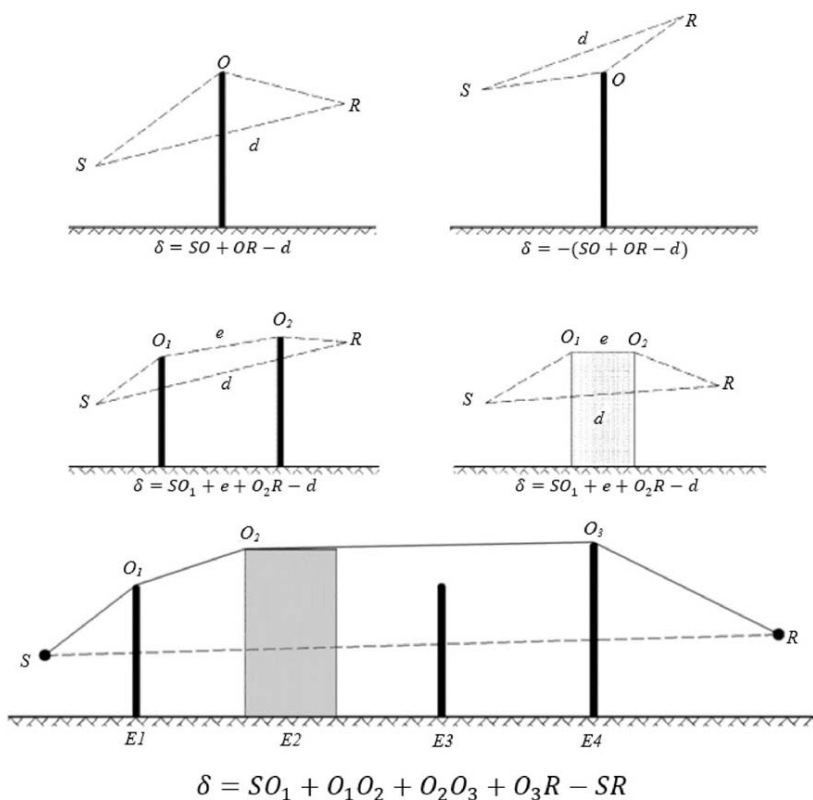 O
R
d
S
δ = SO + OR − d
R
d
S
O
δ = −(SO + OR − d)
O₂
e
O₁
R
d
S
δ = SO₁ + e + O₂R − d
O₁ e O₂
R
S
d
δ = SO₁ + e + O₂R − d
O₂
O₃
O₁
S
R
E1 E2 E3 E4
δ = SO₁ + O₁O₂ + O₂O₃ + O₃R − SR